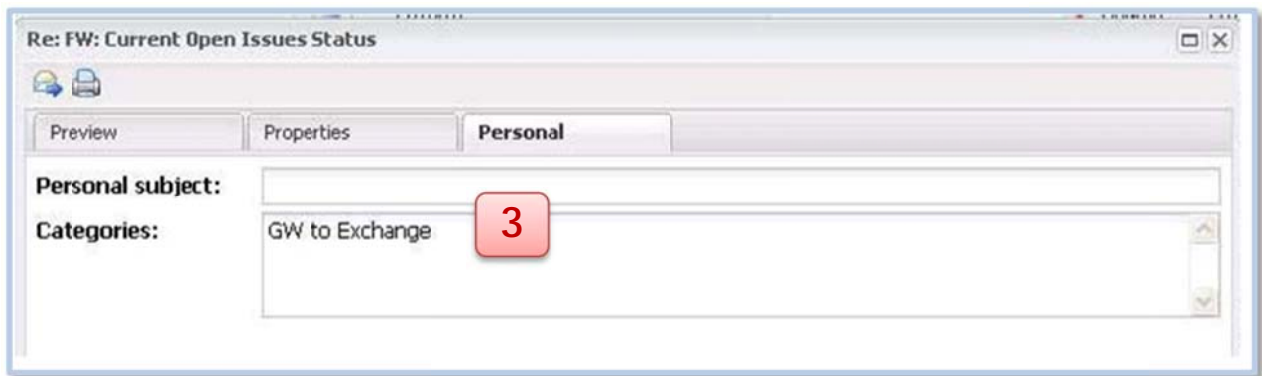 Re: FW: Current Open Issues Status
Preview Properties Personal
Personal subject:
Categories: GW to Exchange 3